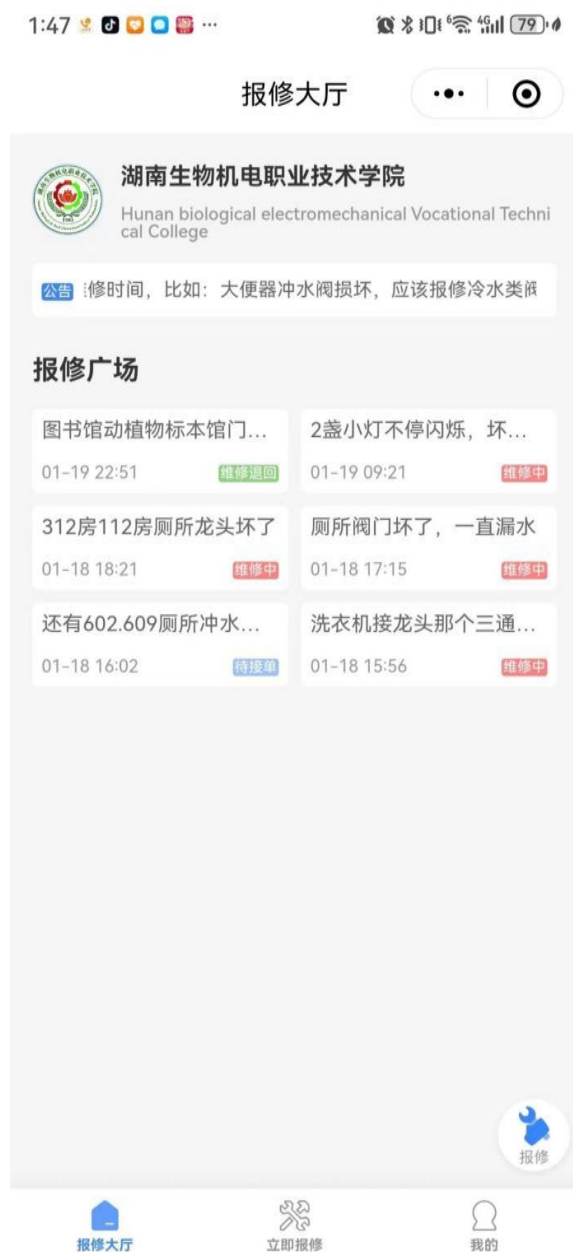 1:47
4G
79
报修大厅
湖南生物机电职业技术学院
Hunan biological electromechanical Vocational Techni
cal College
公告 修时间，比如：大便器冲水阀损坏，应该报修冷水类阀
报修广场
图书馆动植物标本馆门...
01-19 22:51 维修退回
2盏小灯不停闪烁，坏...
01-19 09:21 维修中
312房112房厕所龙头坏了
01-18 18:21 维修中
厕所阀门坏了，一直漏水
01-18 17:15 维修中
还有602.609厕所冲水...
01-18 16:02 待接单
洗衣机接龙头那个三通...
01-18 15:56 维修中
报修
报修大厅
立即报修
我的